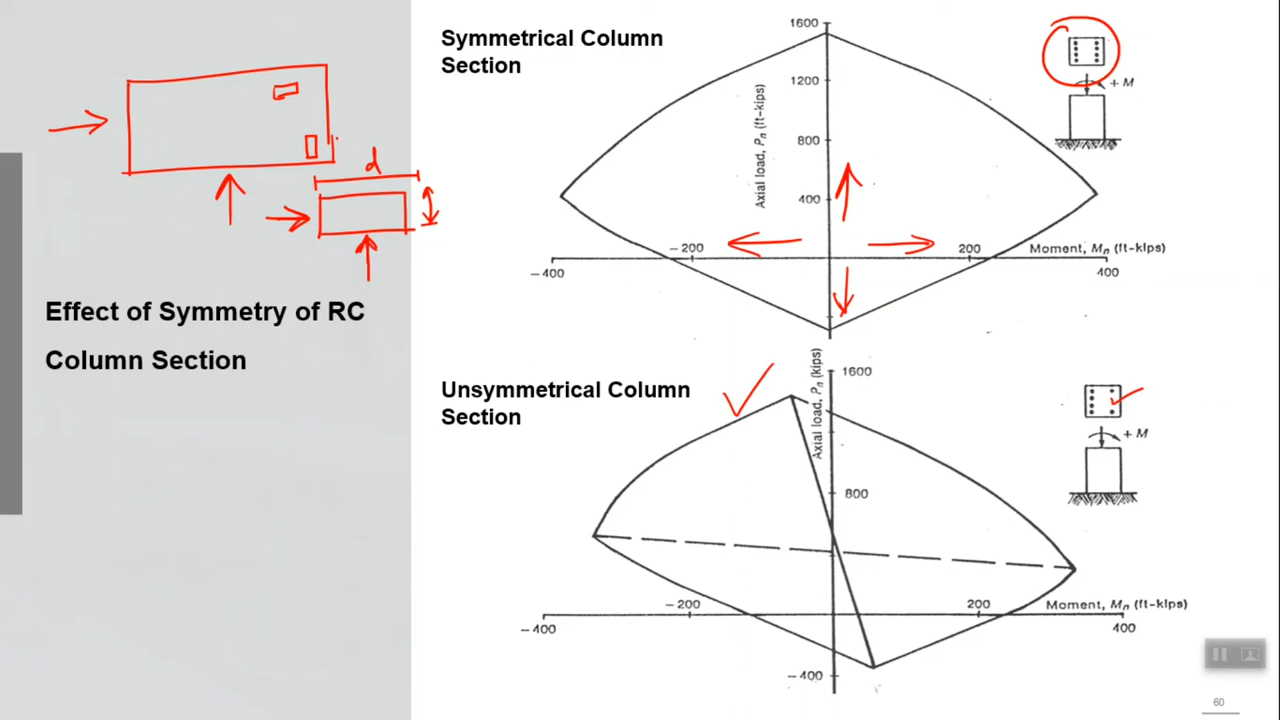 Symmetrical Column
Section
1600
1200
800
400
Axial load, Pn (ft-kips)
+ M
− 200
200
Moment, Mn (ft-kips)
− 400
400
d
Effect of Symmetry of RC
Column Section
Unsymmetrical Column
Section
1600
800
Axial load, Pn (kips)
+ M
− 200
200
Moment, Mn (ft-kips)
− 400
400
− 400
60